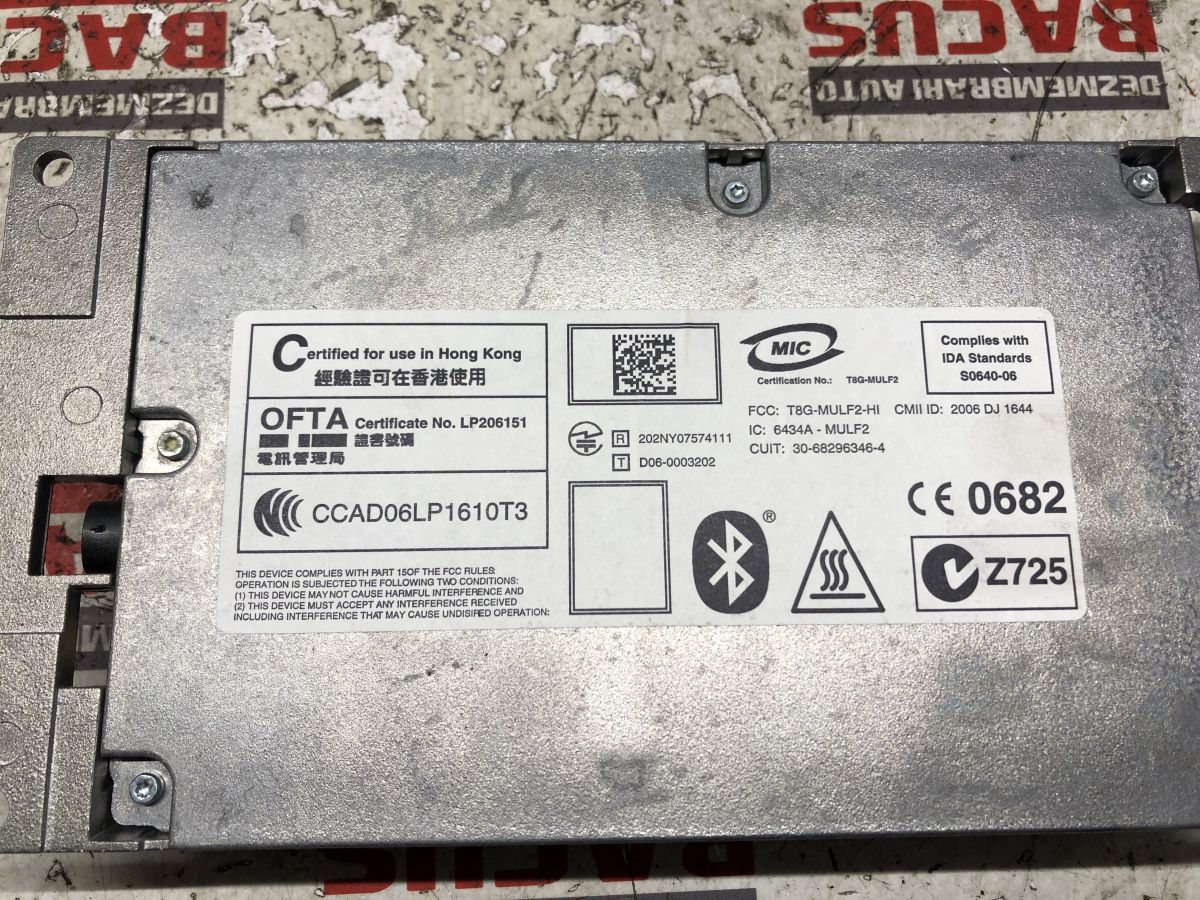 BACUS
DEZMEMBRARI AUTO
BAC
DEZMEMBRA
Certified for use in Hong Kong
經驗證可在香港使用
OFTA Certificate No. LP206151
證書號碼
電訊管理局
CCAD06LP1610T3
THIS DEVICE COMPLIES WITH PART 15OF THE FCC RULES:
OPERATION IS SUBJECTED THE FOLLOWING TWO CONDITIONS:
(1) THIS DEVICE MAY NOT CAUSE HARMFUL INTERFERENCE AND
(2) THIS DEVICE MUST ACCEPT ANY INTERFERENCE RECEIVED
INCLUDING INTERFERENCE THAT MAY CAUSE UNDISIRED OPERATION:
R 202NY07574111
T D06-0003202
MIC
Certification No.: T8G-MULF2
Complies with
IDA Standards
S0640-06
FCC: T8G-MULF2-HI CMII ID: 2006 DJ 1644
IC: 6434A - MULF2
CUIT: 30-68296346-4
CE 0682
®
Z725
BACUS